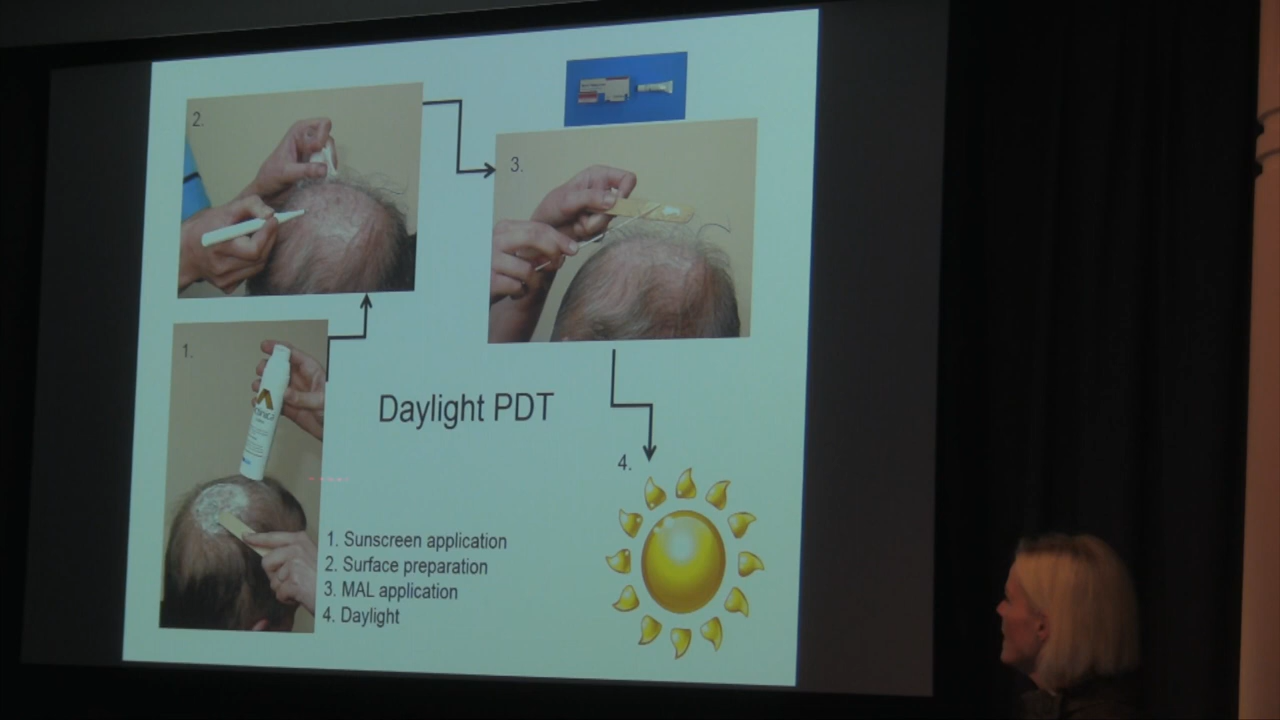 2.
3.
1.
Daylight PDT
4.
1. Sunscreen application
2. Surface preparation
3. MAL application
4. Daylight